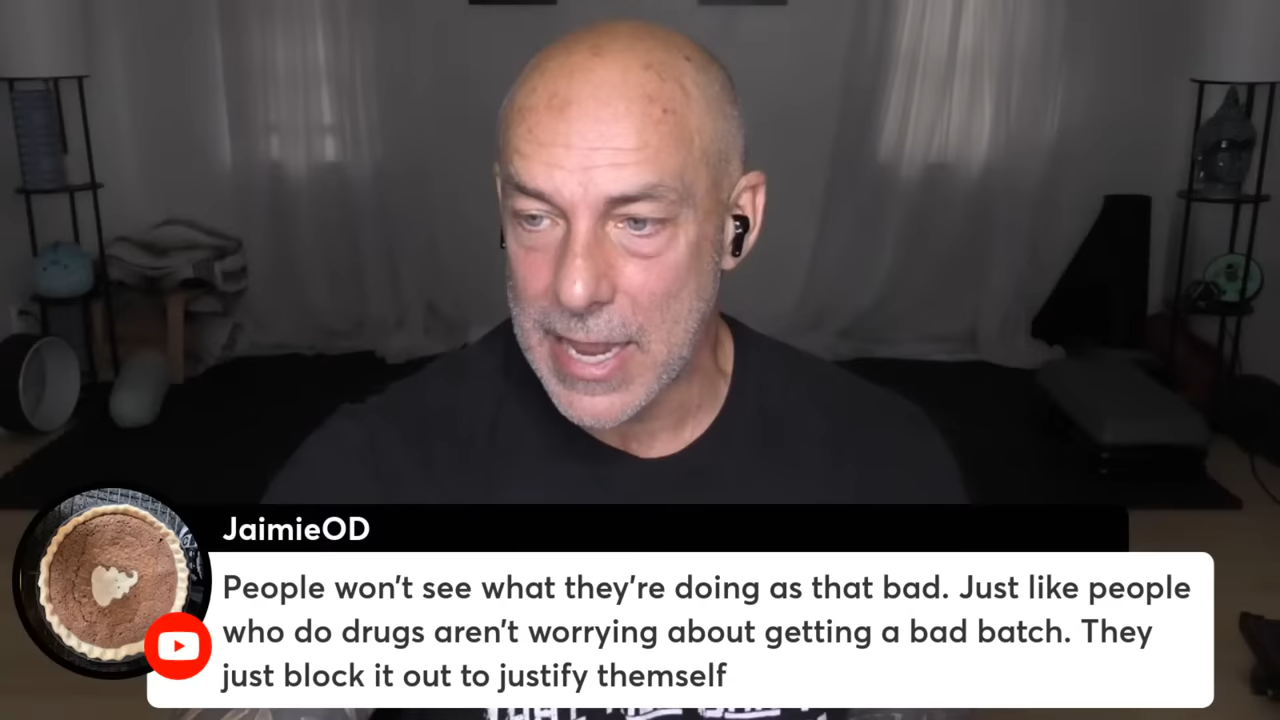 JaimieOD
People won't see what they're doing as that bad. Just like people
who do drugs aren't worrying about getting a bad batch. They
just block it out to justify themself